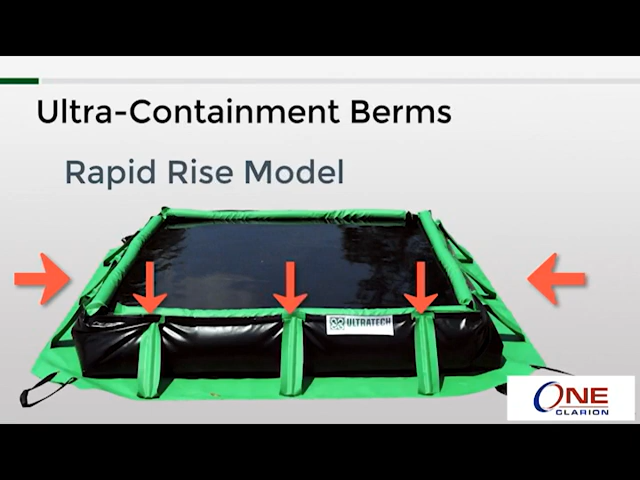 Ultra-Containment Berms
Rapid Rise Model
ULTRATECH
ONE
CLARION